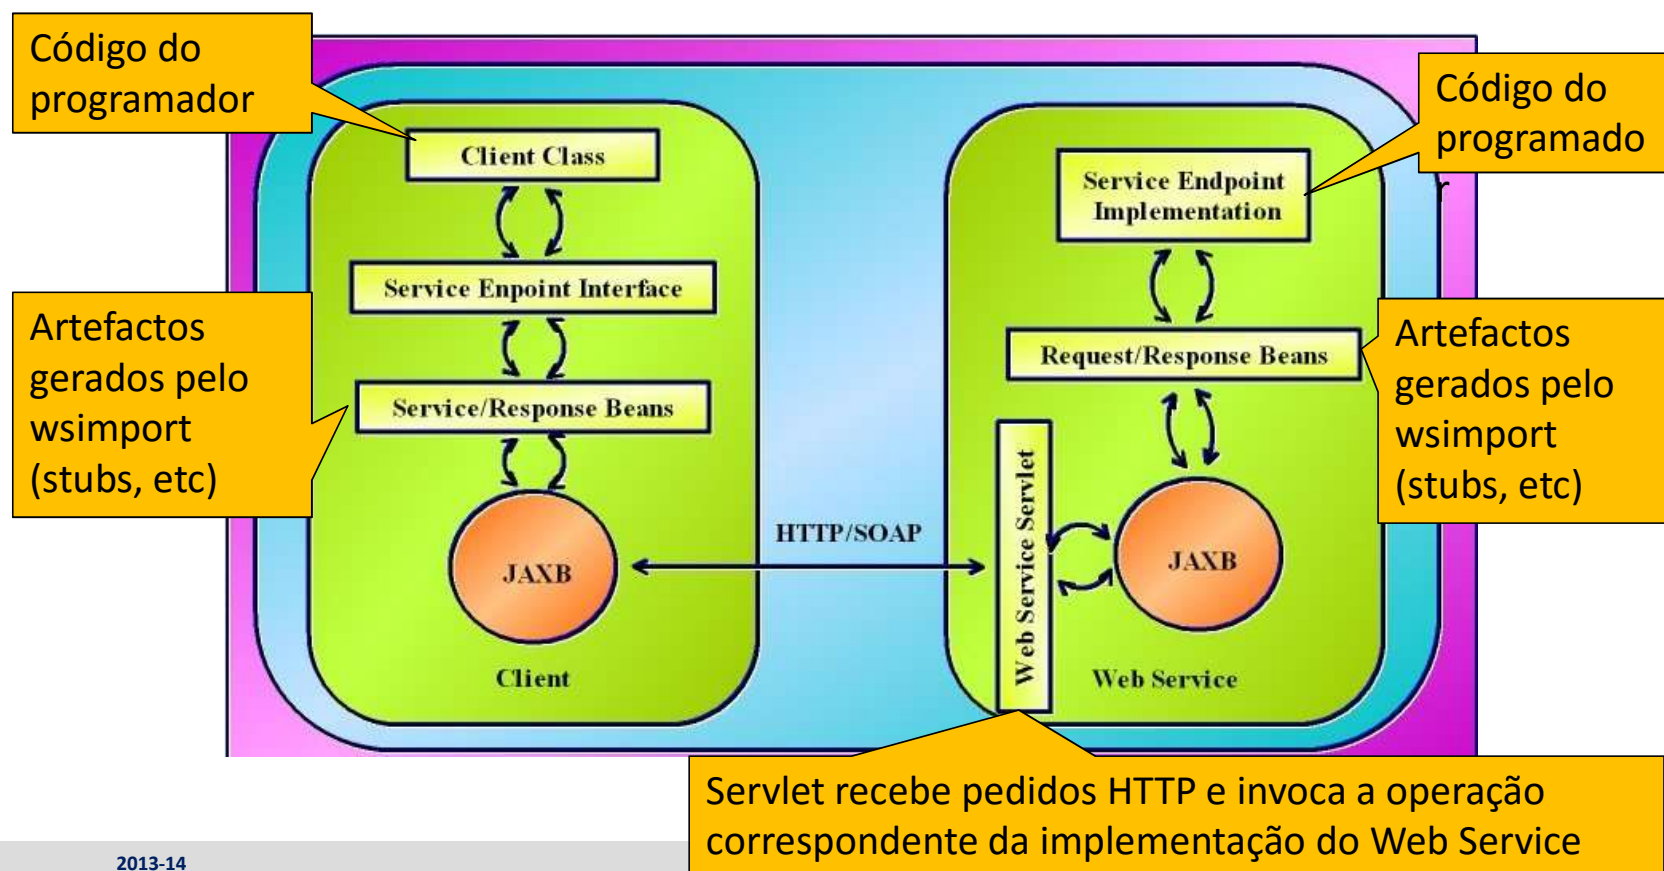 Código do
programador
Código do
programado
r
Client Class
Service Endpoint
Implementation
Service Enpoint Interface
Artefactos
gerados pelo
wsimport
(stubs, etc)
Request/Response Beans
Artefactos
gerados pelo
wsimport
(stubs, etc)
Service/Response Beans
HTTP/SOAP
JAXB
Web Service Servlet
JAXB
Client
Web Service
Servlet recebe pedidos HTTP e invoca a operação
correspondente da implementação do Web Service
2013-14